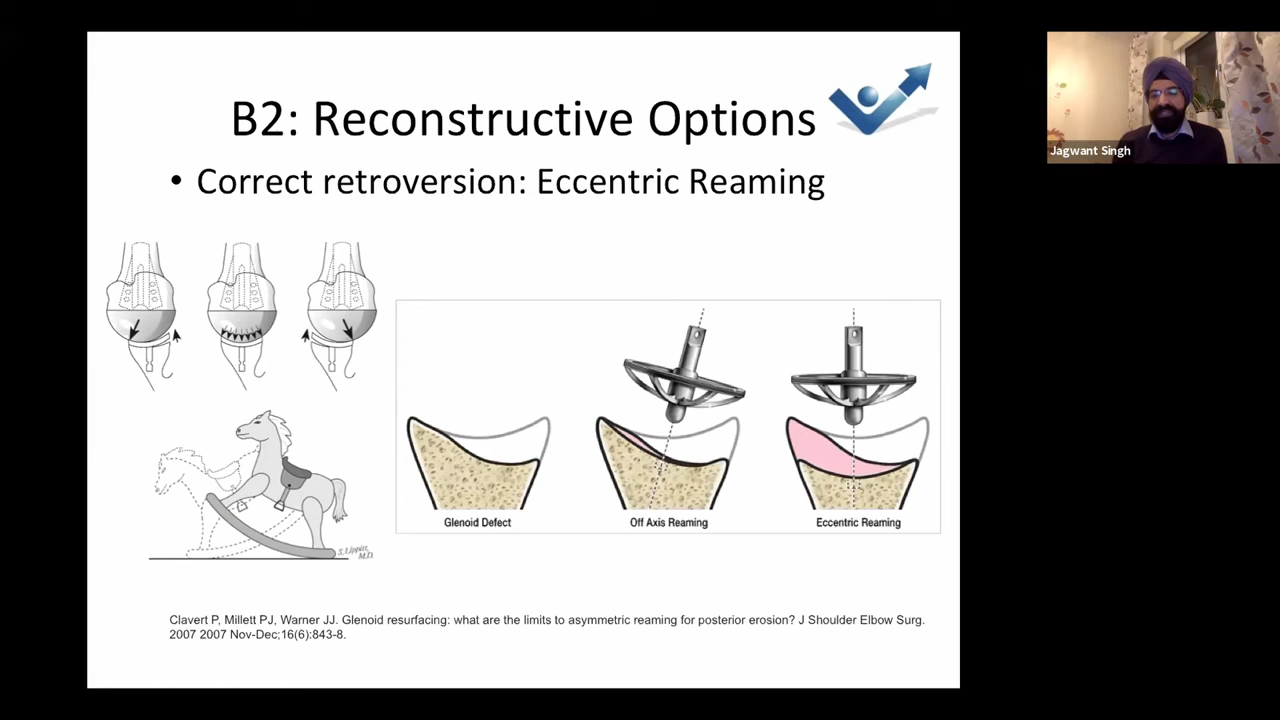 B2: Reconstructive Options
• Correct retroversion: Eccentric Reaming
Jagwant Singh
Glenoid Defect
Off Axis Reaming
Eccentric Reaming
S. Lippitt, M.D.
Clavert P, Millett PJ, Warner JJ. Glenoid resurfacing: what are the limits to asymmetric reaming for posterior erosion? J Shoulder Elbow Surg.
2007 2007 Nov-Dec;16(6):843-8.